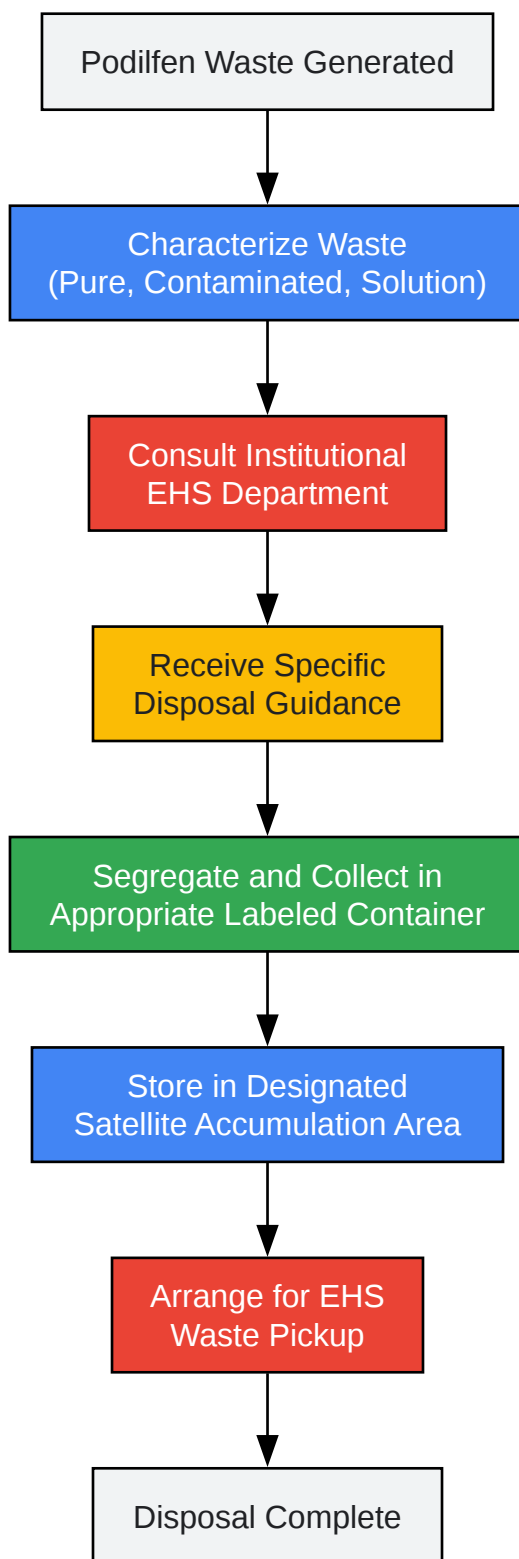 Podilfen Waste Generated
Characterize Waste
(Pure, Contaminated, Solution)
Consult Institutional
EHS Department
Receive Specific
Disposal Guidance
Segregate and Collect in
Appropriate Labeled Container
Store in Designated
Satellite Accumulation Area
Arrange for EHS
Waste Pickup
Disposal Complete